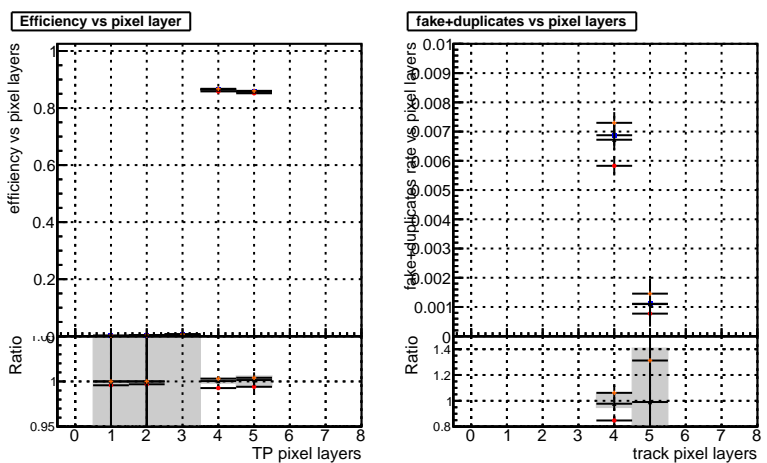 Efficiency vs pixel layer
efficiency vs pixel layers
1
0.8
0.6
0.4
0.2
0
Ratio
1
0.95
0 1 2 3 4 5 6 7 8
TP pixel layers
fake+duplicates vs pixel layers
fake+duplicates rate vs pixel layers
0.01
0.009
0.008
0.007
0.006
0.005
0.004
0.003
0.002
0.001
0
Ratio
1.4
1.2
1
0.8
0 1 2 3 4 5 6 7 8
track pixel layers